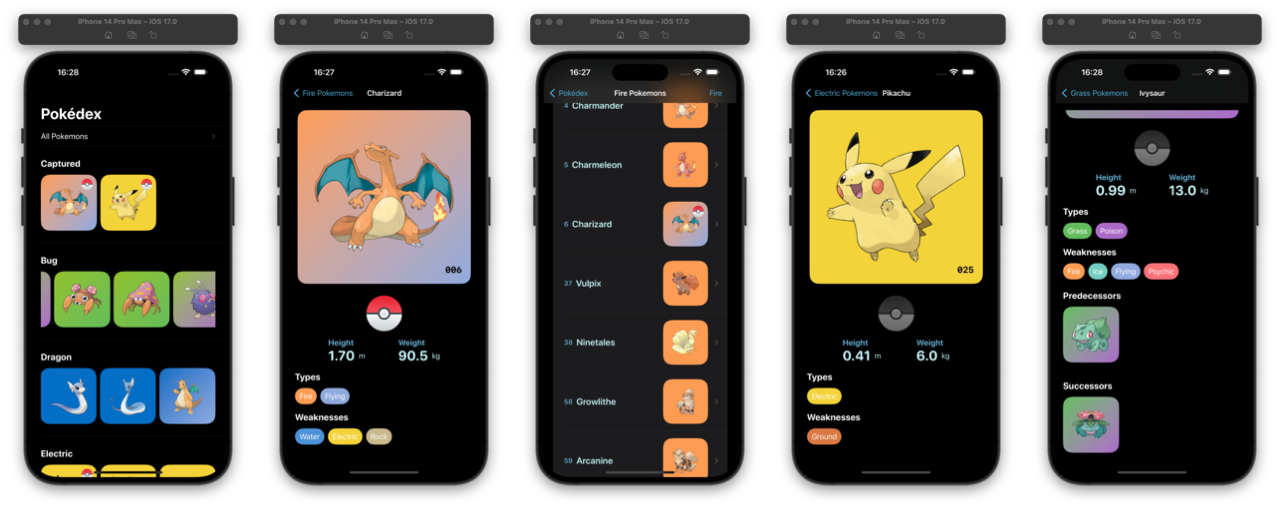 iPhone 14 Pro Max – iOS 17.0
16:28
Pokédex
All Pokemons
Captured
Bug
Dragon
Electric
iPhone 14 Pro Max – iOS 17.0
16:27
Fire Pokemons Charizard
006
Height Weight
1.70 m 90.5 kg
Types
Fire Flying
Weaknesses
Water Electric Rock
iPhone 14 Pro Max – iOS 17.0
16:27
Pokédex Fire Pokemons Fire
4 Charmander
5 Charmeleon
6 Charizard
37 Vulpix
38 Ninetales
58 Growlithe
59 Arcanine
iPhone 14 Pro Max – iOS 17.0
16:26
Electric Pokemons Pikachu
025
Height Weight
0.41 m 6.0 kg
Types
Electric
Weaknesses
Ground
iPhone 14 Pro Max – iOS 17.0
16:28
Grass Pokemons Ivysaur
Height Weight
0.99 m 13.0 kg
Types
Grass Poison
Weaknesses
Fire Ice Flying Psychic
Predecessors
Successors